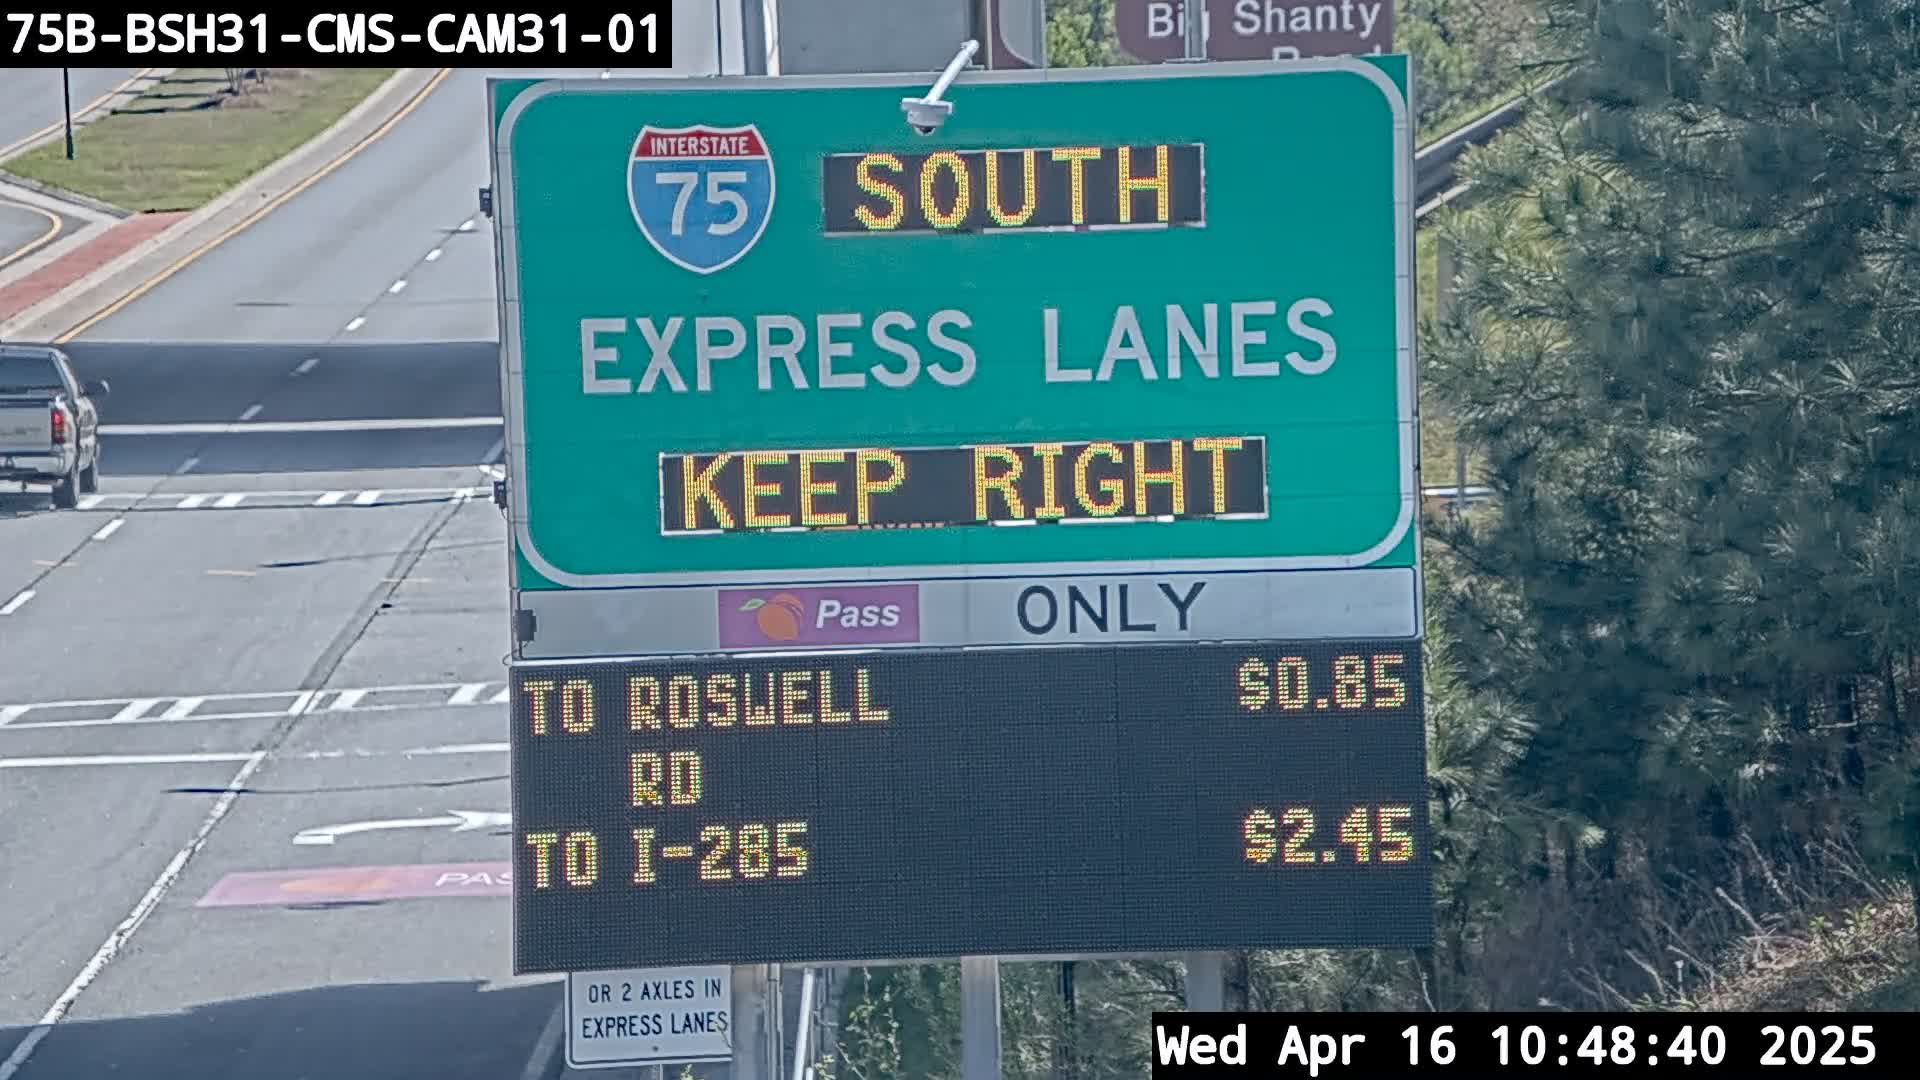 75B-BSH31-CMS-CAM31-01
Big Shanty
Road
INTERSTATE
75
SOUTH
EXPRESS LANES
KEEP RIGHT
Pass
ONLY
TO ROSWELL $0.85
RD
TO I-285 $2.45
PAS
OR 2 AXLES IN
EXPRESS LANES
Wed Apr 16 10:48:40 2025